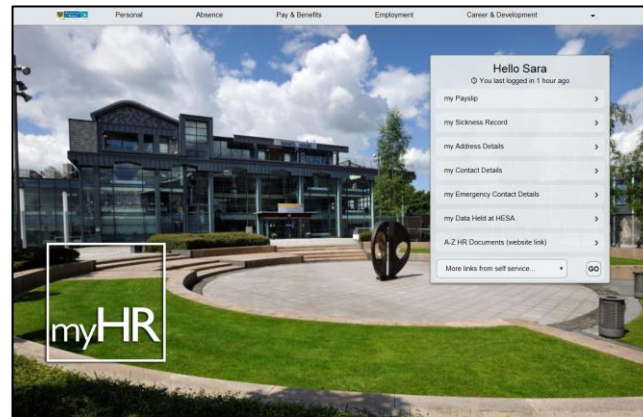 Personal Absence Pay & Benefits Employment Career & Development
Hello Sara
You last logged in 1 hour ago
my Payslip
my Sickness Record
my Address Details
my Contact Details
my Emergency Contact Details
my Data Held at HESA
A-Z HR Documents (website link)
More links from self service... GO
myHR